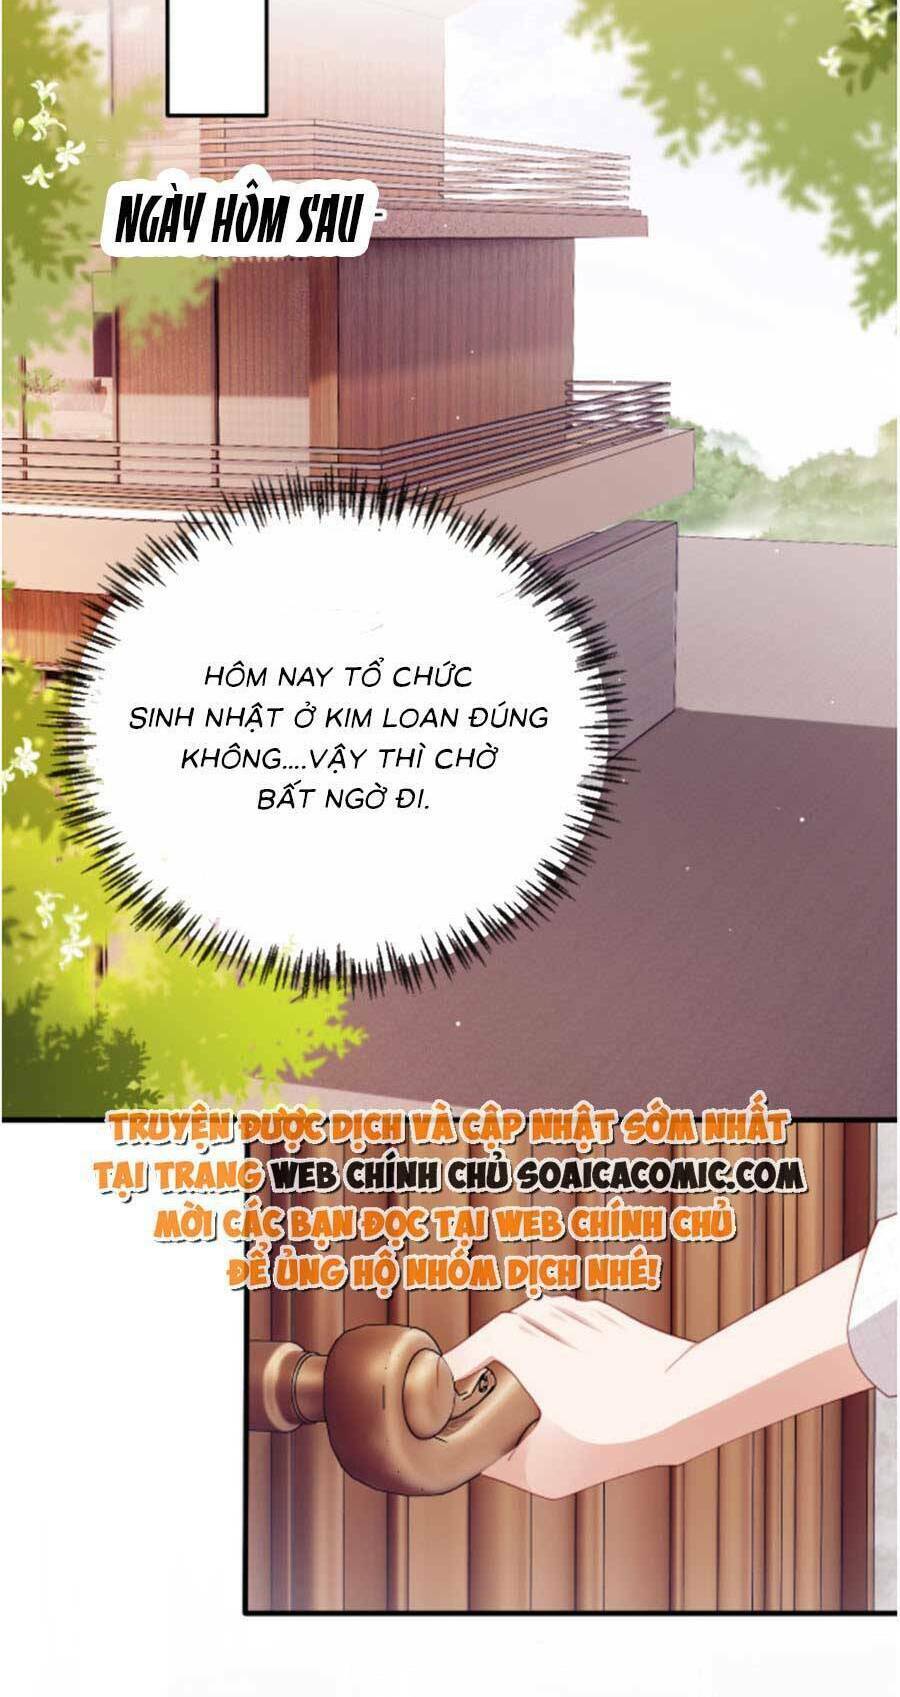 NGÀY HÔM SAU -
HÔM NAY TỔ CHỨC
SINH NHẬT Ở KIM LOAN ĐÚNG
KHÔNG....VẬY THÌ CHỜ
BẤT NGỜ ĐI.
TRUYỆN ĐƯỢC DỊCH VÀ CẬP NHẬT SỚM NHẤT
TẠI TRANG WEB CHÍNH CHỦ SOAICACOMIC.COM
MỜI CÁC BẠN ĐỌC TẠI WEB CHÍNH CHỦ
ĐỂ ỦNG HỘ NHÓM DỊCH NHÉ!